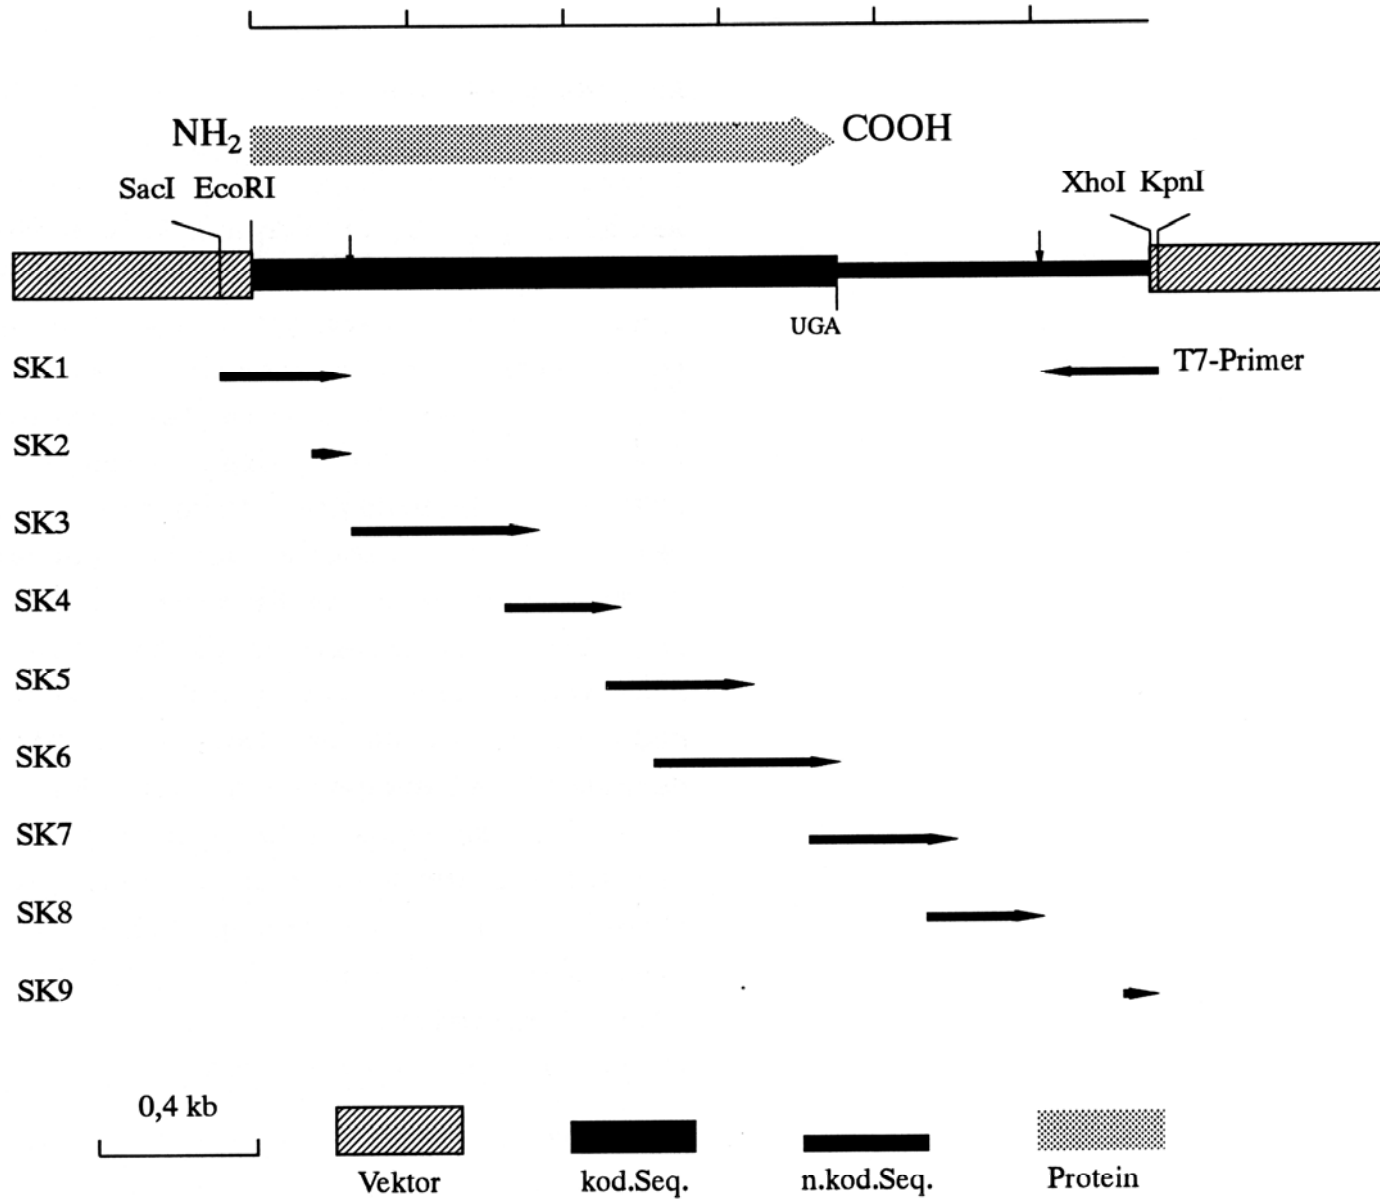 NH2 COOH
SacI EcoRI XhoI KpnI
UGA
SK1 T7-Primer
SK2
SK3
SK4
SK5
SK6
SK7
SK8
SK9
0,4 kb
Vektor kod.Seq. n.kod.Seq. Protein